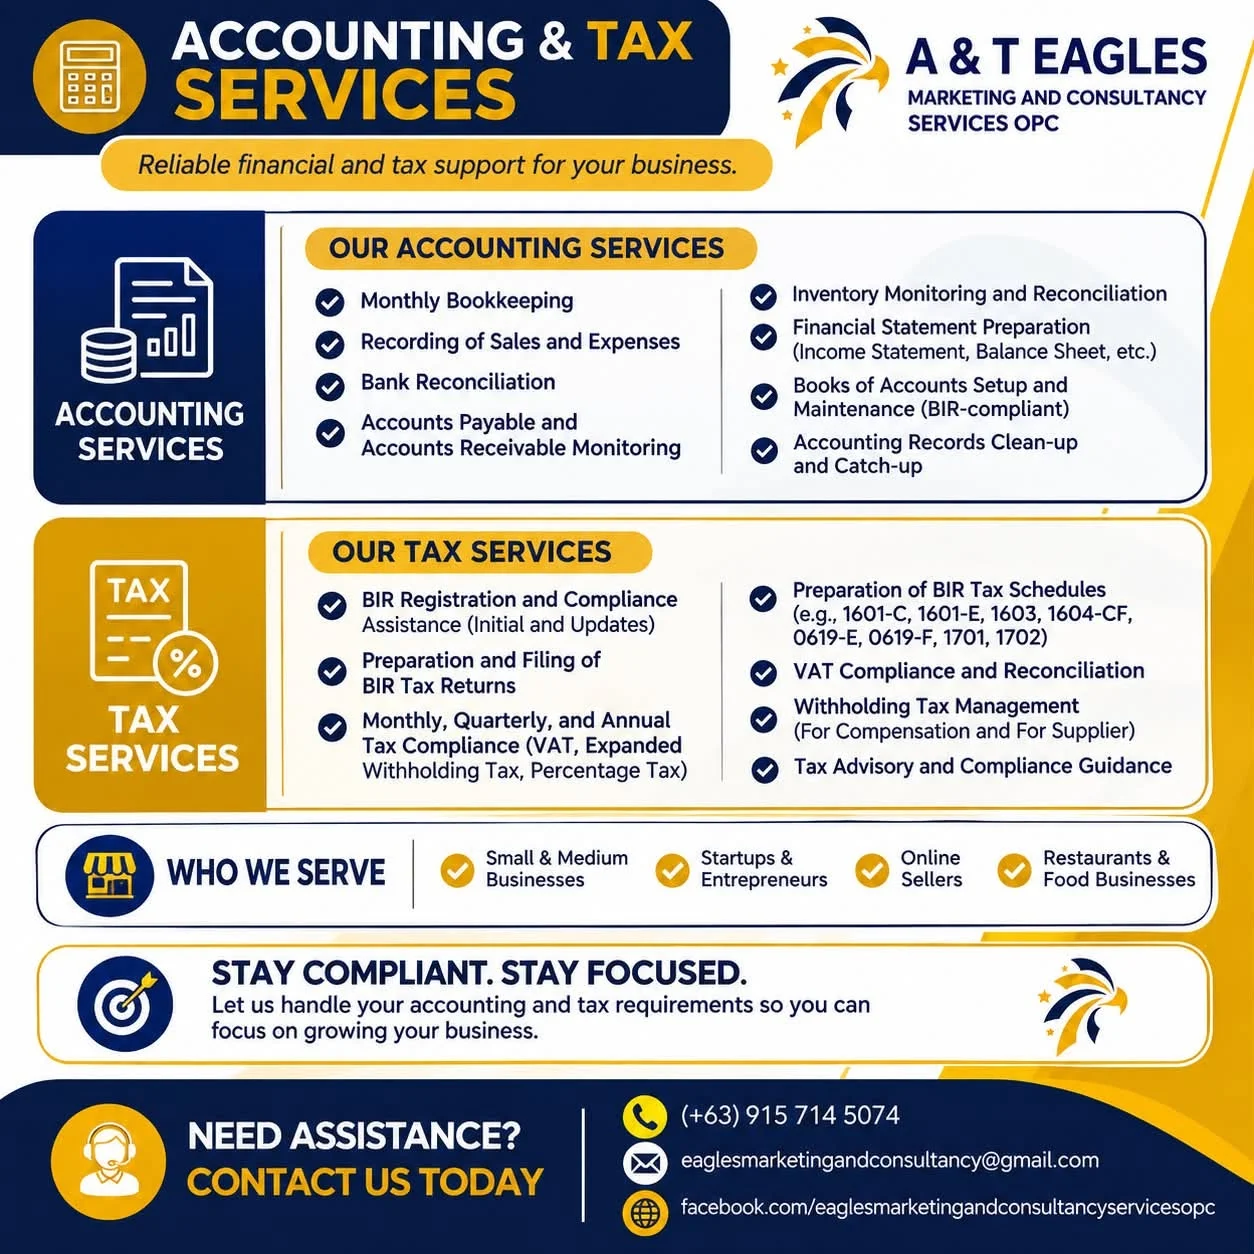 ACCOUNTING & TAX
SERVICES
Reliable financial and tax support for your business.
A & T EAGLES
MARKETING AND CONSULTANCY
SERVICES OPC
ACCOUNTING
SERVICES
OUR ACCOUNTING SERVICES
Monthly Bookkeeping
Recording of Sales and Expenses
Bank Reconciliation
Accounts Payable and
Accounts Receivable Monitoring
Inventory Monitoring and Reconciliation
Financial Statement Preparation
(Income Statement, Balance Sheet, etc.)
Books of Accounts Setup and
Maintenance (BIR-compliant)
Accounting Records Clean-up
and Catch-up
TAX
TAX
SERVICES
OUR TAX SERVICES
BIR Registration and Compliance
Assistance (Initial and Updates)
Preparation and Filing of
BIR Tax Returns
Monthly, Quarterly, and Annual
Tax Compliance (VAT, Expanded
Withholding Tax, Percentage Tax)
Preparation of BIR Tax Schedules
(e.g., 1601-C, 1601-E, 1603, 1604-CF,
0619-E, 0619-F, 1701, 1702)
VAT Compliance and Reconciliation
Withholding Tax Management
(For Compensation and For Supplier)
Tax Advisory and Compliance Guidance
WHO WE SERVE
Small & Medium
Businesses
Startups &
Entrepreneurs
Online
Sellers
Restaurants &
Food Businesses
STAY COMPLIANT. STAY FOCUSED.
Let us handle your accounting and tax requirements so you can
focus on growing your business.
NEED ASSISTANCE?
CONTACT US TODAY
(+63) 915 714 5074
eaglesmarketingandconsultancy@gmail.com
facebook.com/eaglesmarketingandconsultancyservicesopc